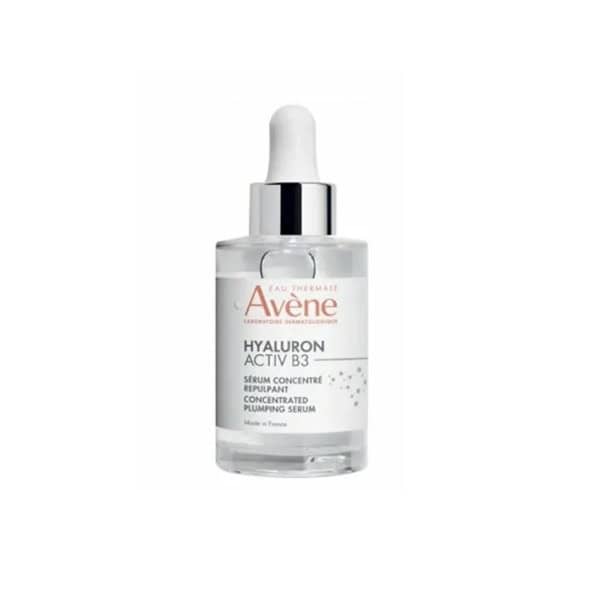 EAU THERMALE
Avène
LABORATOIRE DERMATOLOGIQUE
HYALURON
ACTIV B3
SÉRUM CONCENTRÉ
REPULPANT
CONCENTRATED
PLUMPING SERUM
Made in France